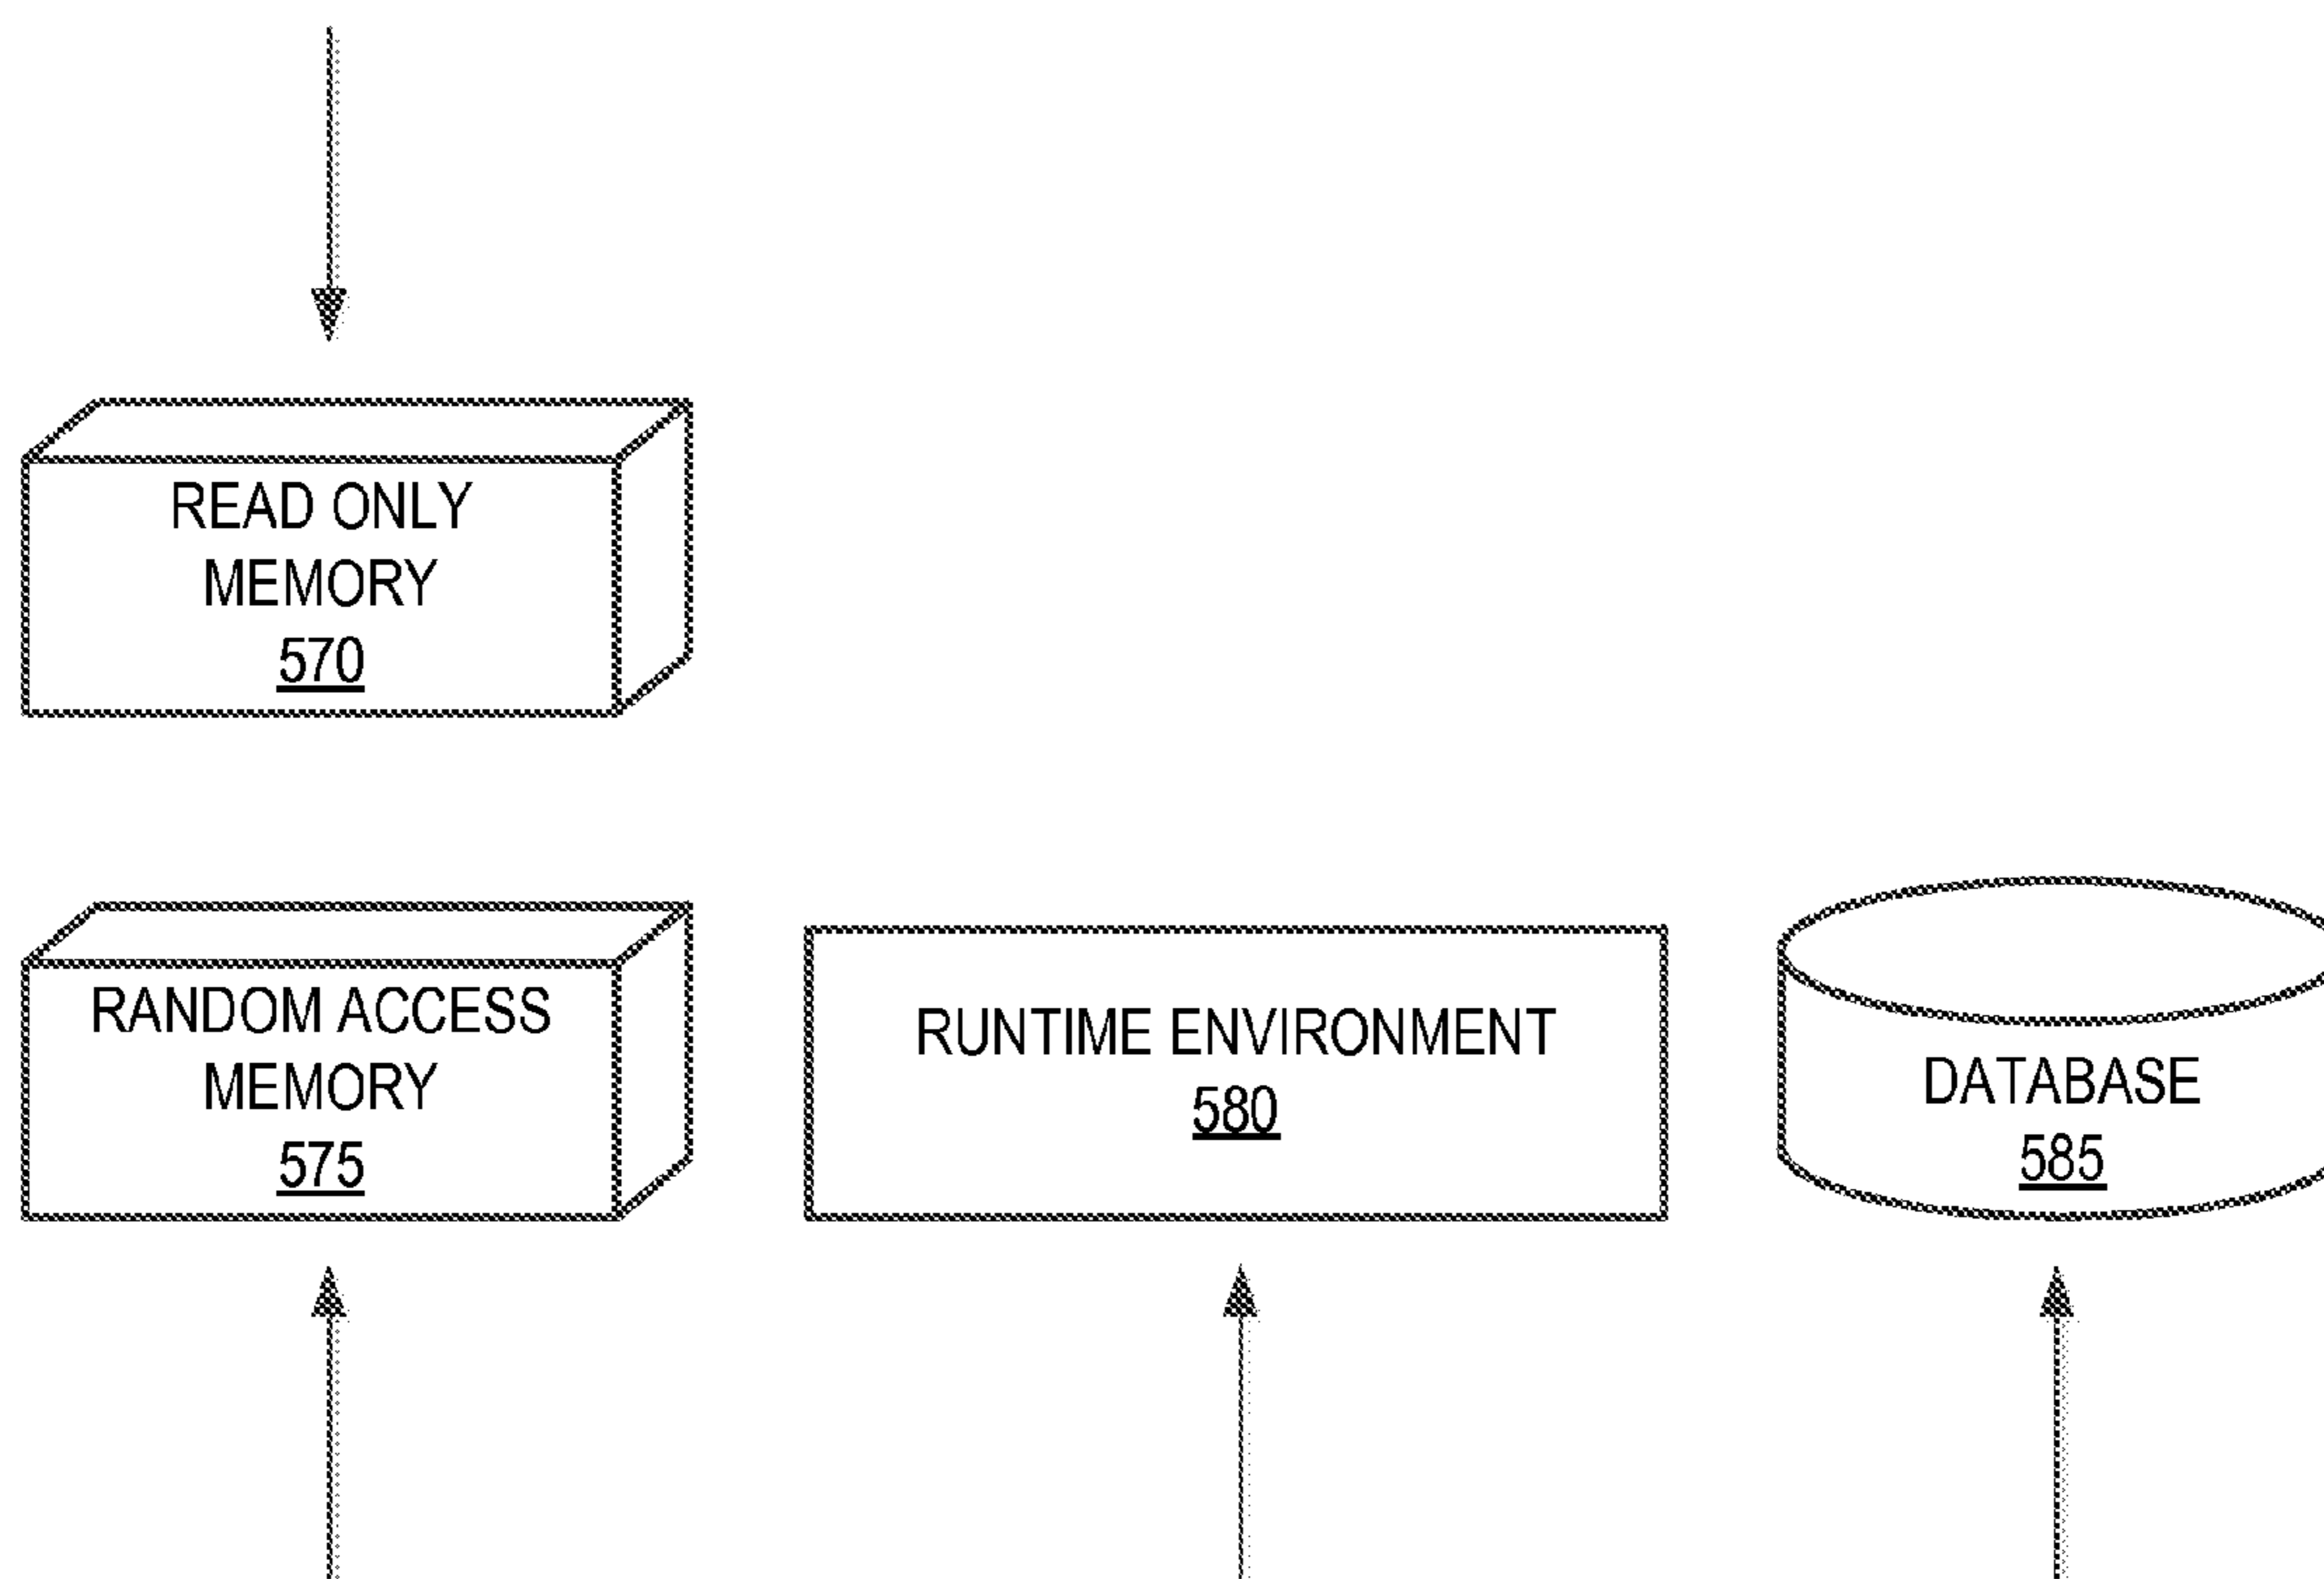 READ ONLY
MEMORY
570
RANDOM ACCESS
MEMORY
575
RUNTIME ENVIRONMENT
580
DATABASE
585